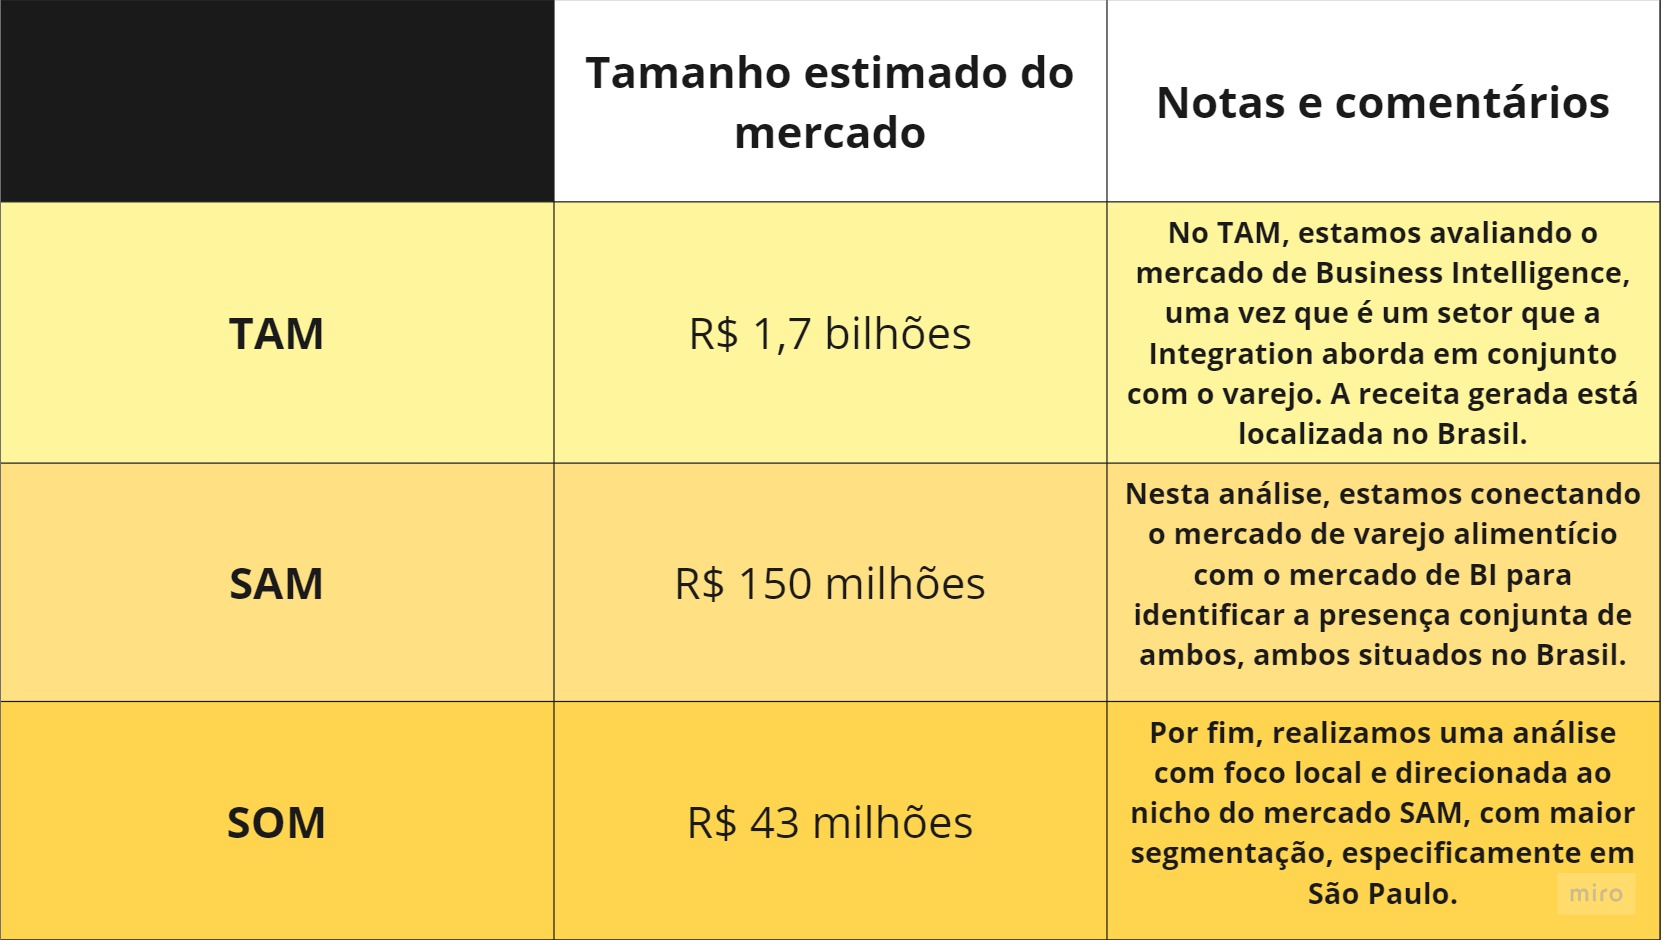 Tamanho estimado do
mercado
Notas e comentários
TAM
R$ 1,7 bilhões
No TAM, estamos avaliando o
mercado de Business Intelligence,
uma vez que é um setor que a
Integration aborda em conjunto
com o varejo. A receita gerada está
localizada no Brasil.
SAM
R$ 150 milhões
Nesta análise, estamos conectando
o mercado de varejo alimentício
com o mercado de BI para
identificar a presença conjunta de
ambos, ambos situados no Brasil.
SOM
R$ 43 milhões
Por fim, realizamos uma análise
com foco local e direcionada ao
nicho do mercado SAM, com maior
segmentação, especificamente em
São Paulo.
miro